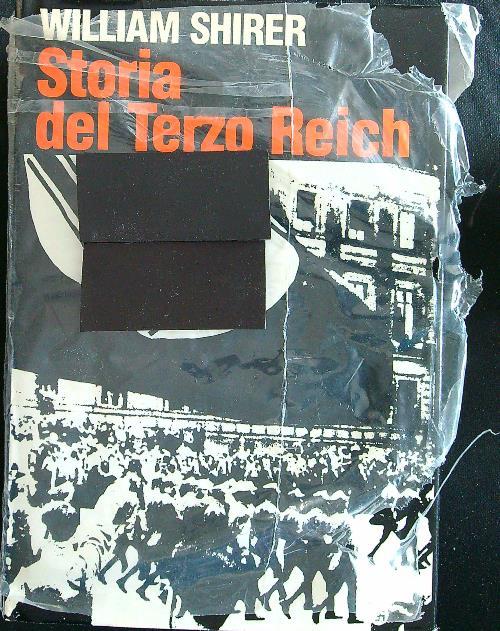 WILLIAM SHIRER
Storia
del Terzo Reich